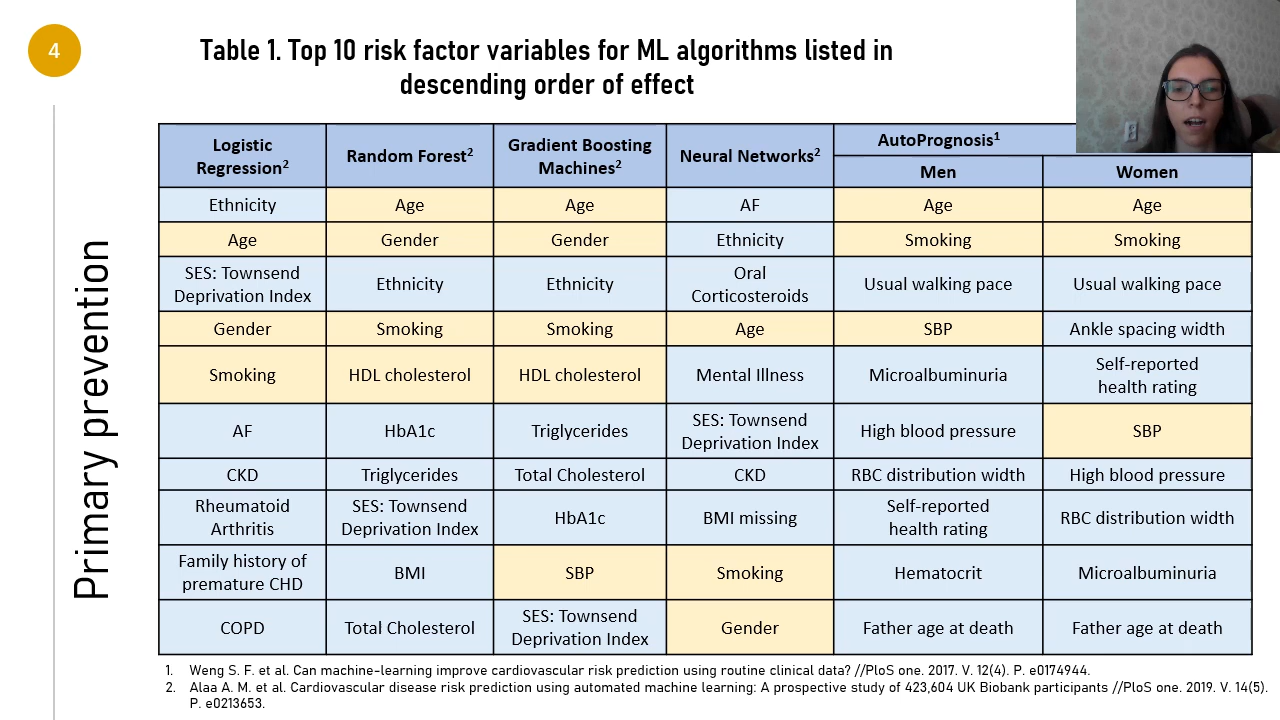 4
Table 1. Top 10 risk factor variables for ML algorithms listed in
descending order of effect
Primary prevention
Logistic
Regression2
Random Forest2
Gradient Boosting
Machines2
Neural Networks2
AutoPrognosis1
Men
Women
Ethnicity
Age
Age
AF
Age
Age
Age
Gender
Gender
Ethnicity
Smoking
Smoking
SES: Townsend
Deprivation Index
Ethnicity
Ethnicity
Oral
Corticosteroids
Usual walking pace
Usual walking pace
Gender
Smoking
Smoking
Age
SBP
Ankle spacing width
Smoking
HDL cholesterol
HDL cholesterol
Mental Illness
Microalbuminuria
Self-reported
health rating
AF
HbA1c
Triglycerides
SES: Townsend
Deprivation Index
High blood pressure
SBP
CKD
Triglycerides
Total Cholesterol
CKD
RBC distribution width
High blood pressure
Rheumatoid
Arthritis
SES: Townsend
Deprivation Index
HbA1c
BMI missing
Self-reported
health rating
RBC distribution width
Family history of
premature CHD
BMI
SBP
Smoking
Hematocrit
Microalbuminuria
COPD
Total Cholesterol
SES: Townsend
Deprivation Index
Gender
Father age at death
Father age at death
1. Weng S. F. et al. Can machine-learning improve cardiovascular risk prediction using routine clinical data? //PloS one. 2017. V. 12(4). P. e0174944.
2. Alaa A. M. et al. Cardiovascular disease risk prediction using automated machine learning: A prospective study of 423,604 UK Biobank participants //PloS one. 2019. V. 14(5).
P. e0213653.